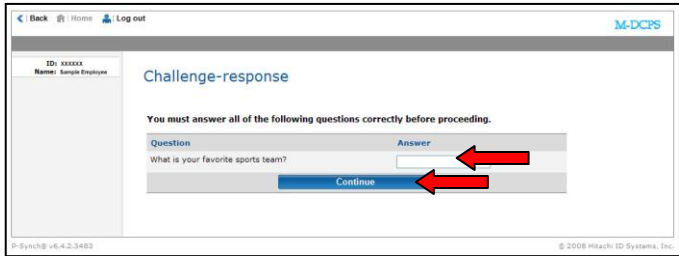 Back Home Log out
M-DCPS
ID: XXXXXX
Name: Sample Employee
Challenge-response
You must answer all of the following questions correctly before proceeding.
Question Answer
What is your favorite sports team?
Continue
P-Synch® v6.4.2.3483 © 2008 Hitachi ID Systems, Inc.